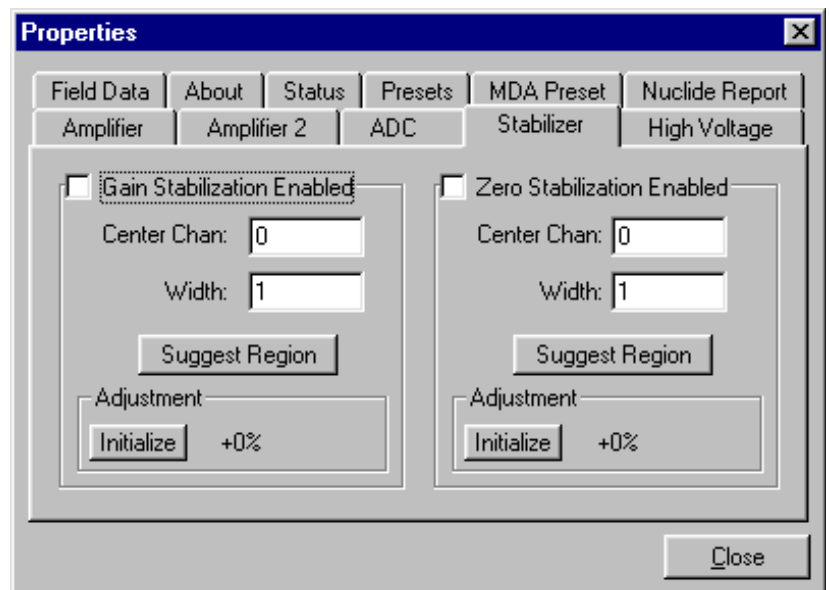 Properties
Field Data About Status Presets MDA Preset Nuclide Report
Amplifier Amplifier 2 ADC Stabilizer High Voltage
Gain Stabilization Enabled
Center Chan: 0
Width: 1
Suggest Region
Adjustment
Initialize +0%
Zero Stabilization Enabled
Center Chan: 0
Width: 1
Suggest Region
Adjustment
Initialize +0%
Close